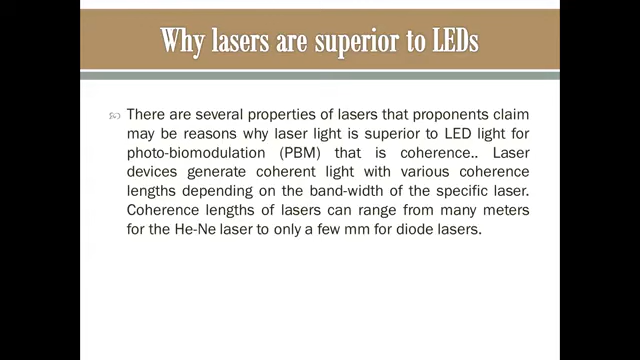 Why lasers are superior to LEDs
There are several properties of lasers that proponents claim
may be reasons why laser light is superior to LED light for
photo-biomodulation (PBM) that is coherence.. Laser
devices generate coherent light with various coherence
lengths depending on the band-width of the specific laser.
Coherence lengths of lasers can range from many meters
for the He-Ne laser to only a few mm for diode lasers.